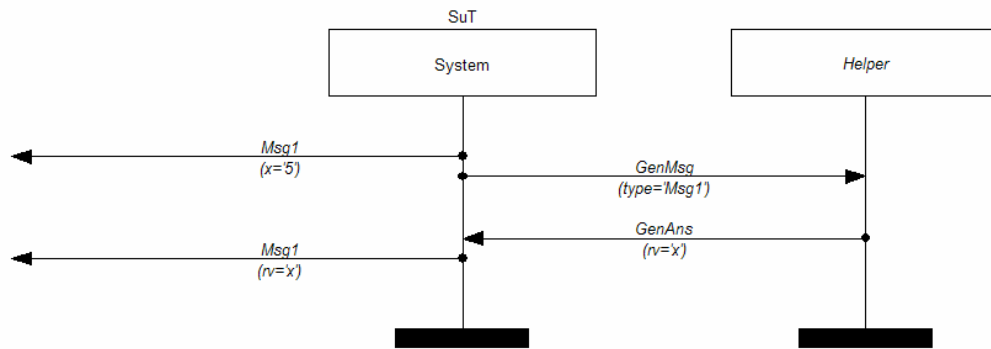 SuT
System
Helper
Msg1
(x='5')
GenMsg
(type='Msg1')
GenAns
(rv='x')
Msg1
(rv='x')